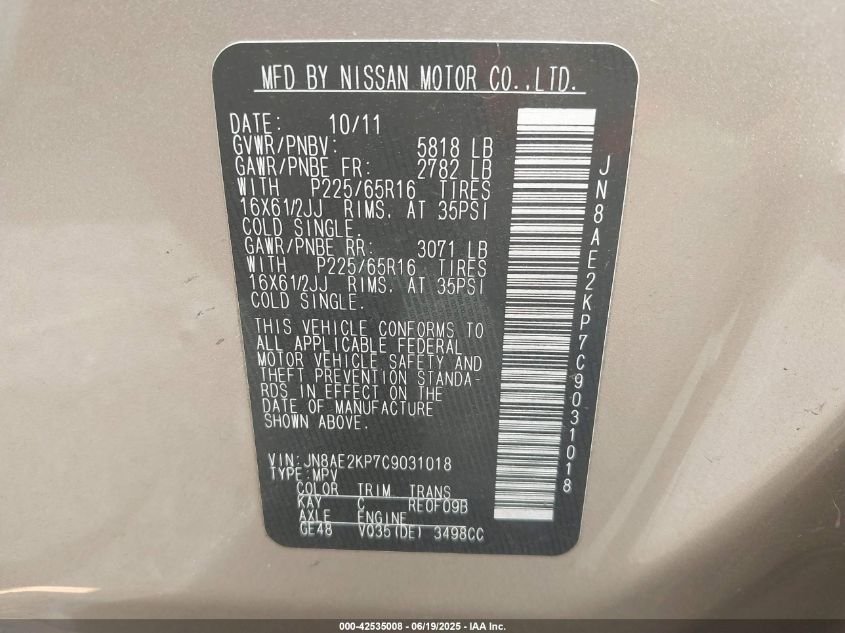 MFD BY NISSAN MOTOR CO.,LTD.
DATE: 10/11
GVWR/PNBV: 5818 LB
GAWR/PNBE FR: 2782 LB
WITH P225/65R16 TIRES
16X61/2JJ RIMS. AT 35PSI
COLD SINGLE.
GAWR/PNBE RR: 3071 LB
WITH P225/65R16 TIRES
16X61/2JJ RIMS. AT 35PSI
COLD SINGLE.
THIS VEHICLE CONFORMS TO
ALL APPLICABLE FEDERAL
MOTOR VEHICLE SAFETY AND
THEFT PREVENTION STANDA-
RDS IN EFFECT ON THE
DATE OF MANUFACTURE
SHOWN ABOVE.
VIN:JN8AE2KP7C9031018
TYPE:MPV
COLOR TRIM TRANS
KAY C RE0F09B
AXLE ENGINE
GE48 VQ35(DE) 3498CC
JN8AE2KP7C9031018
000-42535008 - 06/19/2025 - IAA Inc.